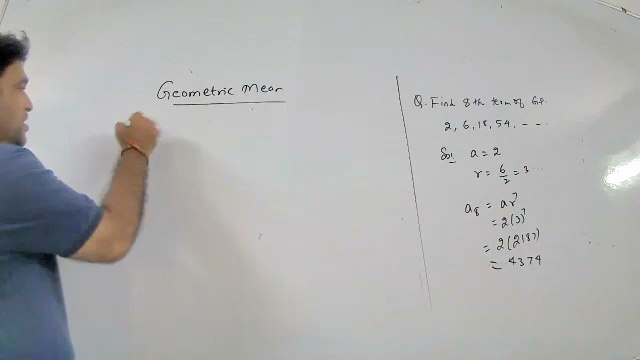 Geometric Mean
Q. Find 8th term of G.P.
2, 6, 18, 54, - - -
Sol a = 2
r = 6/2 = 3
a₈ = ar⁷
= 2(3)⁷
= 2(2187)
= 4374